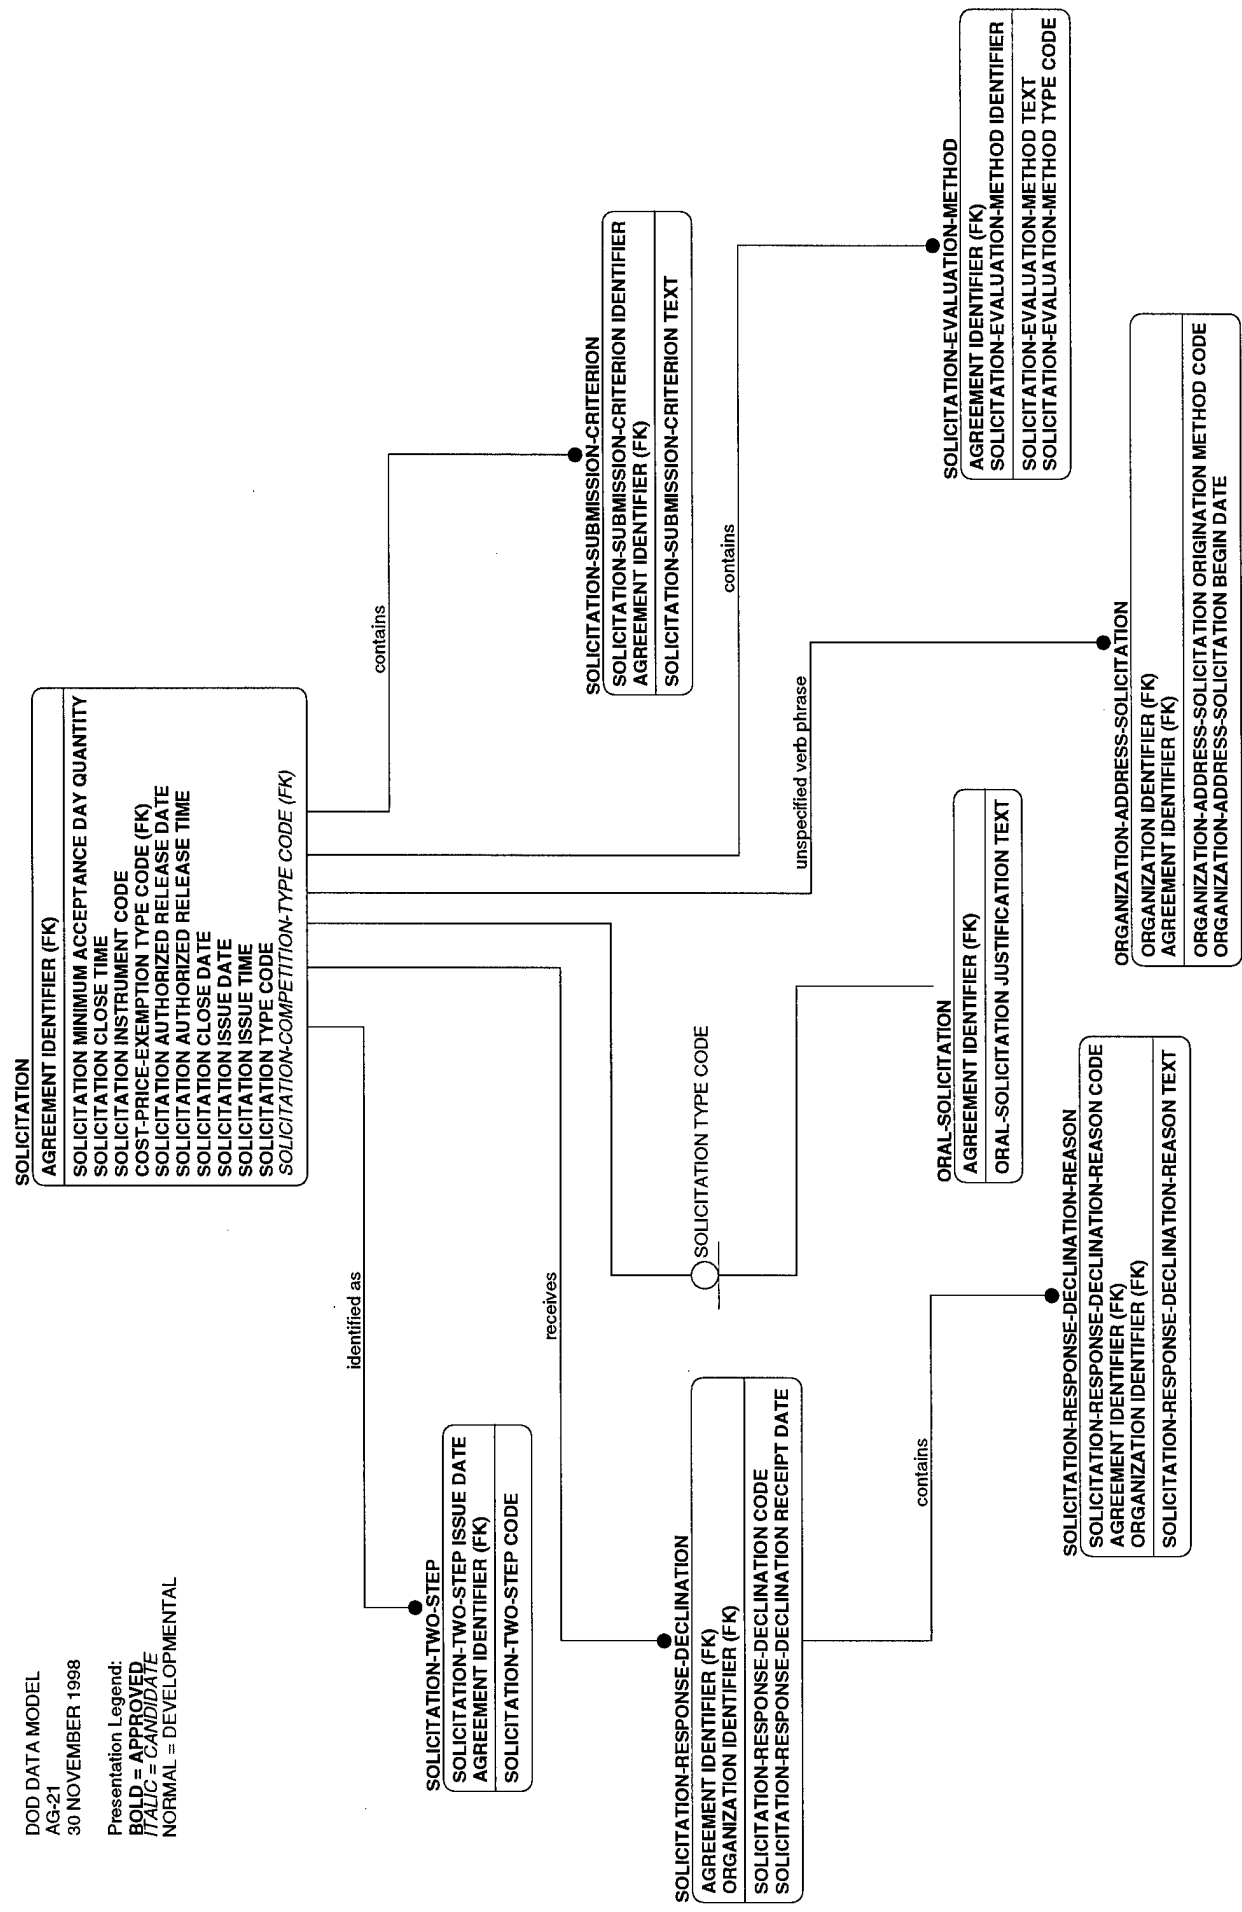 DOD DATA MODEL
AG-21
30 NOVEMBER 1998
Presentation Legend:
BOLD = APPROVED
ITALIC = CANDIDATE
NORMAL = DEVELOPMENTAL
SOLICITATION
AGREEMENT IDENTIFIER (FK)
SOLICITATION MINIMUM ACCEPTANCE DAY QUANTITY
SOLICITATION CLOSE TIME
SOLICITATION INSTRUMENT CODE
COST-PRICE-EXEMPTION TYPE CODE (FK)
SOLICITATION AUTHORIZED RELEASE DATE
SOLICITATION AUTHORIZED RELEASE TIME
SOLICITATION CLOSE DATE
SOLICITATION ISSUE DATE
SOLICITATION ISSUE TIME
SOLICITATION TYPE CODE
SOLICITATION-COMPETITION-TYPE CODE (FK)
identified as
contains
SOLICITATION-TWO-STEP
SOLICITATION-TWO-STEP ISSUE DATE
AGREEMENT IDENTIFIER (FK)
SOLICITATION-TWO-STEP CODE
receives
SOLICITATION-SUBMISSION-CRITERION
SOLICITATION-SUBMISSION-CRITERION IDENTIFIER
AGREEMENT IDENTIFIER (FK)
SOLICITATION-SUBMISSION-CRITERION TEXT
SOLICITATION-RESPONSE-DECLINATION
AGREEMENT IDENTIFIER (FK)
ORGANIZATION IDENTIFIER (FK)
SOLICITATION-RESPONSE-DECLINATION CODE
SOLICITATION-RESPONSE-DECLINATION RECEIPT DATE
SOLICITATION TYPE CODE
contains
unspecified verb phrase
contains
ORAL-SOLICITATION
AGREEMENT IDENTIFIER (FK)
ORAL-SOLICITATION JUSTIFICATION TEXT
SOLICITATION-EVALUATION-METHOD
AGREEMENT IDENTIFIER (FK)
SOLICITATION-EVALUATION-METHOD IDENTIFIER
SOLICITATION-EVALUATION-METHOD TEXT
SOLICITATION-EVALUATION-METHOD TYPE CODE
SOLICITATION-RESPONSE-DECLINATION-REASON
SOLICITATION-RESPONSE-DECLINATION-REASON CODE
AGREEMENT IDENTIFIER (FK)
ORGANIZATION IDENTIFIER (FK)
SOLICITATION-RESPONSE-DECLINATION-REASON TEXT
ORGANIZATION-ADDRESS-SOLICITATION
ORGANIZATION IDENTIFIER (FK)
AGREEMENT IDENTIFIER (FK)
ORGANIZATION-ADDRESS-SOLICITATION ORIGINATION METHOD CODE
ORGANIZATION-ADDRESS-SOLICITATION BEGIN DATE